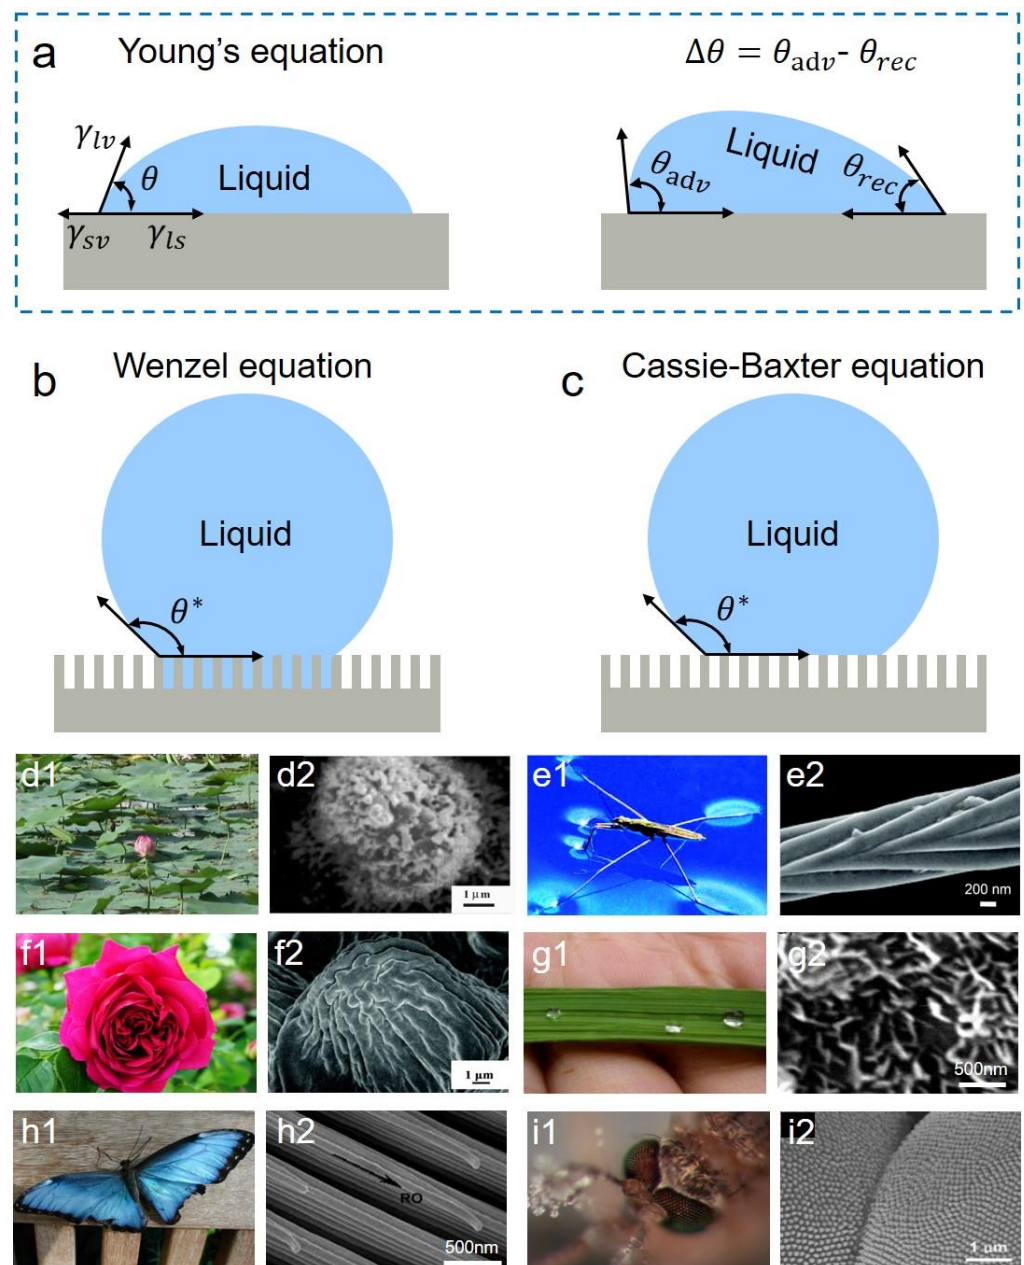 a Young's equation Δθ = θadv- θrec
γlv θ Liquid Liquid θadv θrec
γsv γls
b Wenzel equation c Cassie-Baxter equation
Liquid Liquid
θ* θ*
d1 d2 e1 e2
1 μm 200 nm
f1 f2 g1 g2
1 μm 500nm
h1 h2 i1 i2
RO
500nm 1 μm